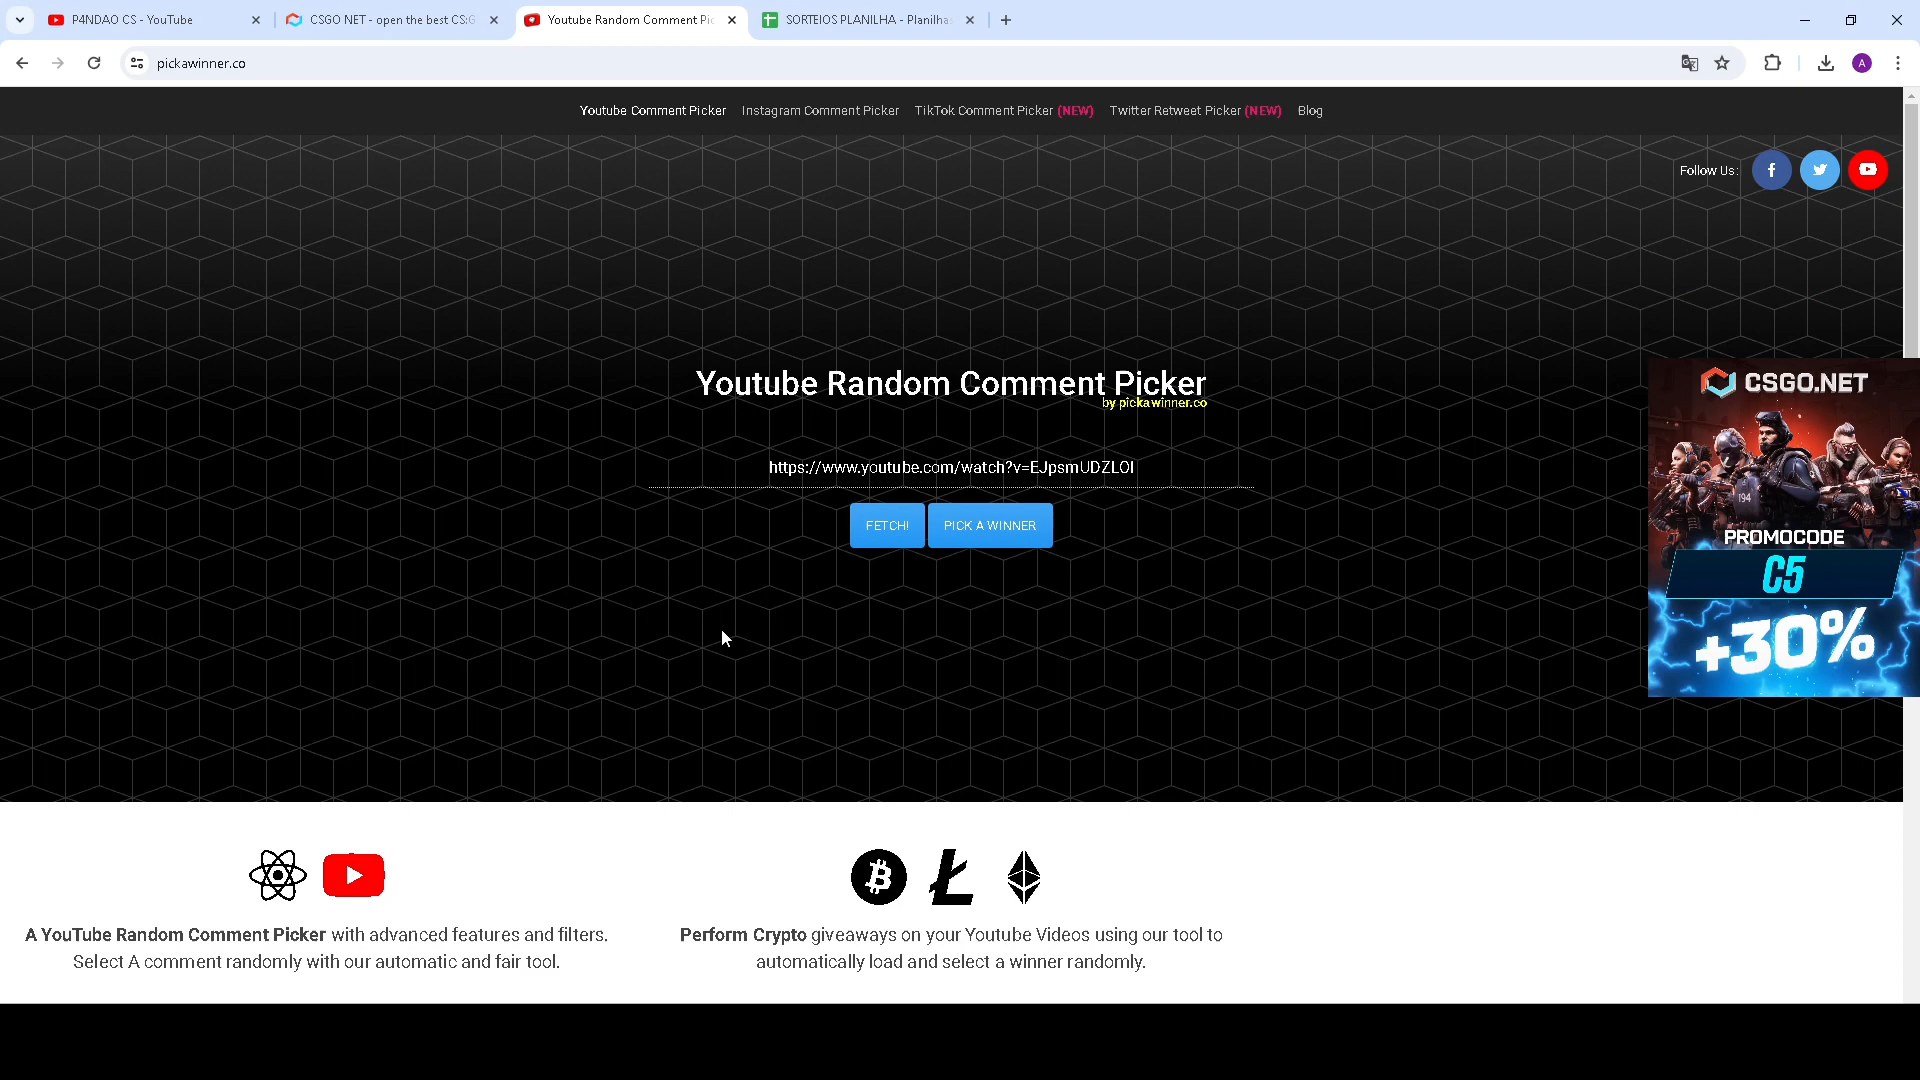 P4NDAO CS - YouTube
CSGO NET - open the best CS:G
Youtube Random Comment Pic
SORTEIOS PLANILHA - Planilhas
pickawinner.co
A
Youtube Comment Picker
Instagram Comment Picker
TikTok Comment Picker (NEW)
Twitter Retweet Picker (NEW)
Blog
Follow Us:
Youtube Random Comment Picker
by pickawinner.co
https://www.youtube.com/watch?v=EJpsmUDZLOI
FETCH!
PICK A WINNER
CSGO.NET
194
PROMOCODE
C5
+30%
A YouTube Random Comment Picker with advanced features and filters.
Select A comment randomly with our automatic and fair tool.
Perform Crypto giveaways on your Youtube Videos using our tool to
automatically load and select a winner randomly.